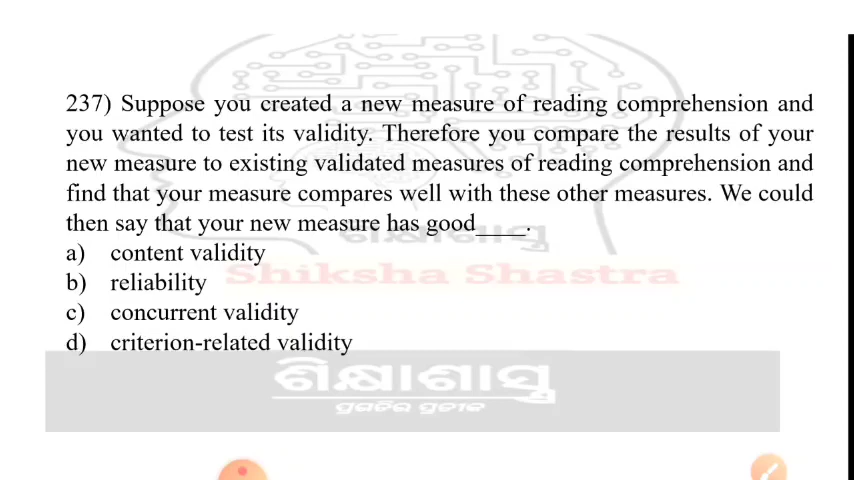 237) Suppose you created a new measure of reading comprehension and
you wanted to test its validity. Therefore you compare the results of your
new measure to existing validated measures of reading comprehension and
find that your measure compares well with these other measures. We could
then say that your new measure has good____.
ଶିକ୍ଷାଶାସ୍ତ୍ର
a) content validity
Shiksha Shastra
b) reliability
c) concurrent validity
d) criterion-related validity
ଶିକ୍ଷାଶାସ୍ତ୍ର
ପ୍ରଗତିର ପ୍ରତୀକ